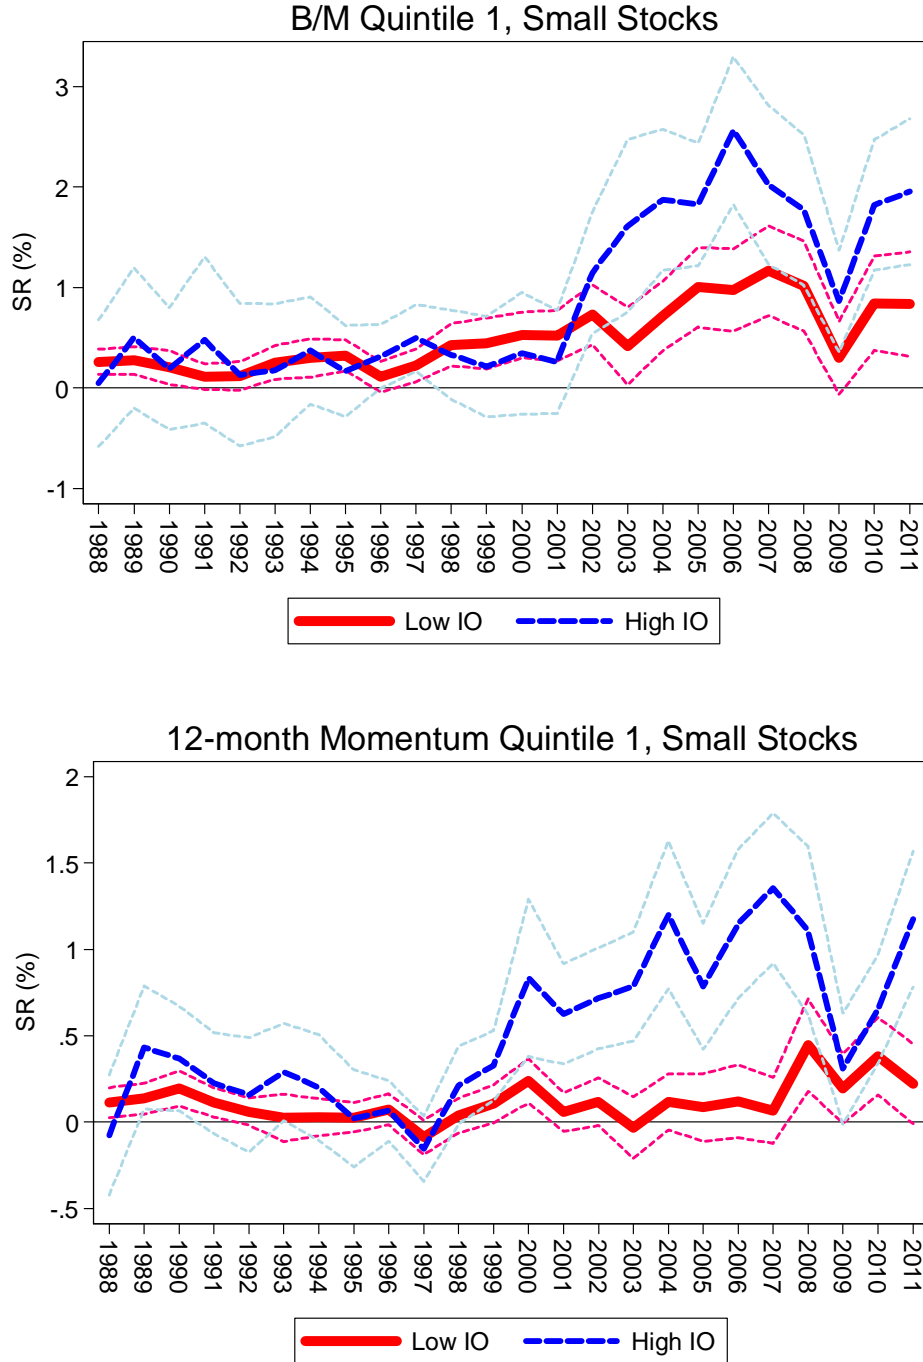 B/M Quintile 1, Small Stocks
SR (%)
3
2
1
0
-1
1988 1989 1990 1991 1992 1993 1994 1995 1996 1997 1998 1999 2000 2001 2002 2003 2004 2005 2006 2007 2008 2009 2010 2011
Low IO High IO
12-month Momentum Quintile 1, Small Stocks
SR (%)
2
1.5
1
.5
0
-.5
1988 1989 1990 1991 1992 1993 1994 1995 1996 1997 1998 1999 2000 2001 2002 2003 2004 2005 2006 2007 2008 2009 2010 2011
Low IO High IO